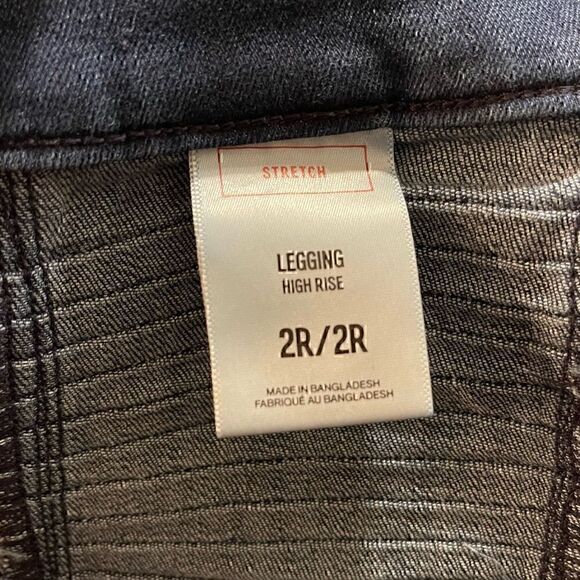 STRETCH
LEGGING
HIGH RISE
2R/2R
MADE IN BANGLADESH
FABRIQUÉ AU BANGLADESH